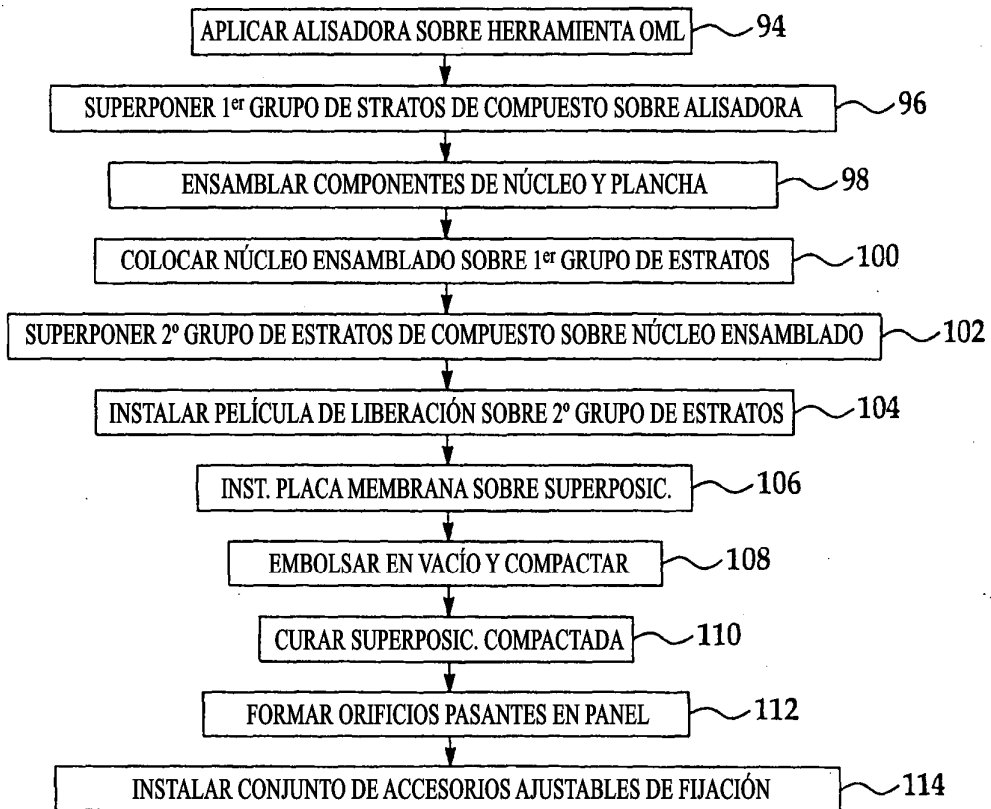 APLICAR ALISADORA SOBRE HERRAMIENTA OML 94
SUPERPONER 1er GRUPO DE STRATOS DE COMPUESTO SOBRE ALISADORA 96
ENSAMBLAR COMPONENTES DE NÚCLEO Y PLANCHA 98
COLOCAR NÚCLEO ENSAMBLADO SOBRE 1er GRUPO DE ESTRATOS 100
SUPERPONER 2º GRUPO DE ESTRATOS DE COMPUESTO SOBRE NÚCLEO ENSAMBLADO 102
INSTALAR PELÍCULA DE LIBERACIÓN SOBRE 2º GRUPO DE ESTRATOS 104
INST. PLACA MEMBRANA SOBRE SUPERPOSIC. 106
EMBOLSAR EN VACÍO Y COMPACTAR 108
CURAR SUPERPOSIC. COMPACTADA 110
FORMAR ORIFICIOS PASANTES EN PANEL 112
INSTALAR CONJUNTO DE ACCESORIOS AJUSTABLES DE FIJACIÓN 114